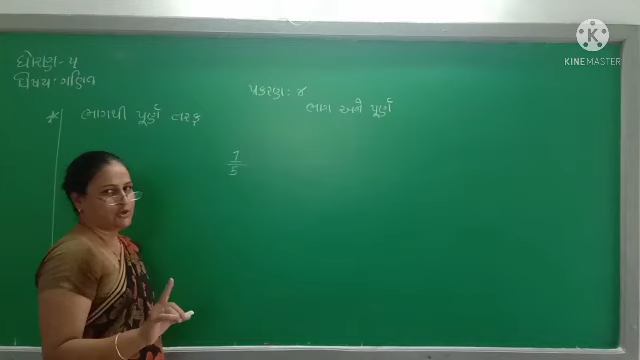 ધોરણ - ૫
વિષય : ગણિત
પ્રકરણ : ૪
ભાગ અને પૂર્ણ
* ભાગથી પૂર્ણ તરફ
1/5
K
KINEMASTER